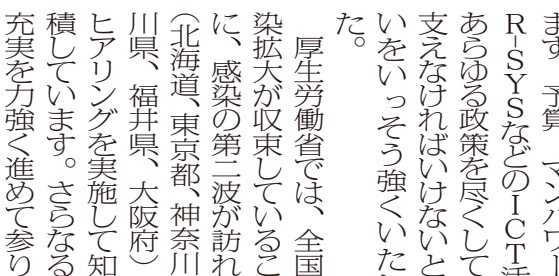 ます。予算、マンパワー
R-SYSなどのICT活
あらゆる政策を尽くして
支えなければいけないと
いをいっそう強くいた
た。
厚生労働省では、全国
染拡大が収束しているこ
に、感染の第二波が訪れ
（北海道、東京都、神奈川
川県、福井県、大阪府）
ヒアリングを実施して知
積しています。さらなる
充実を力強く進めて参り